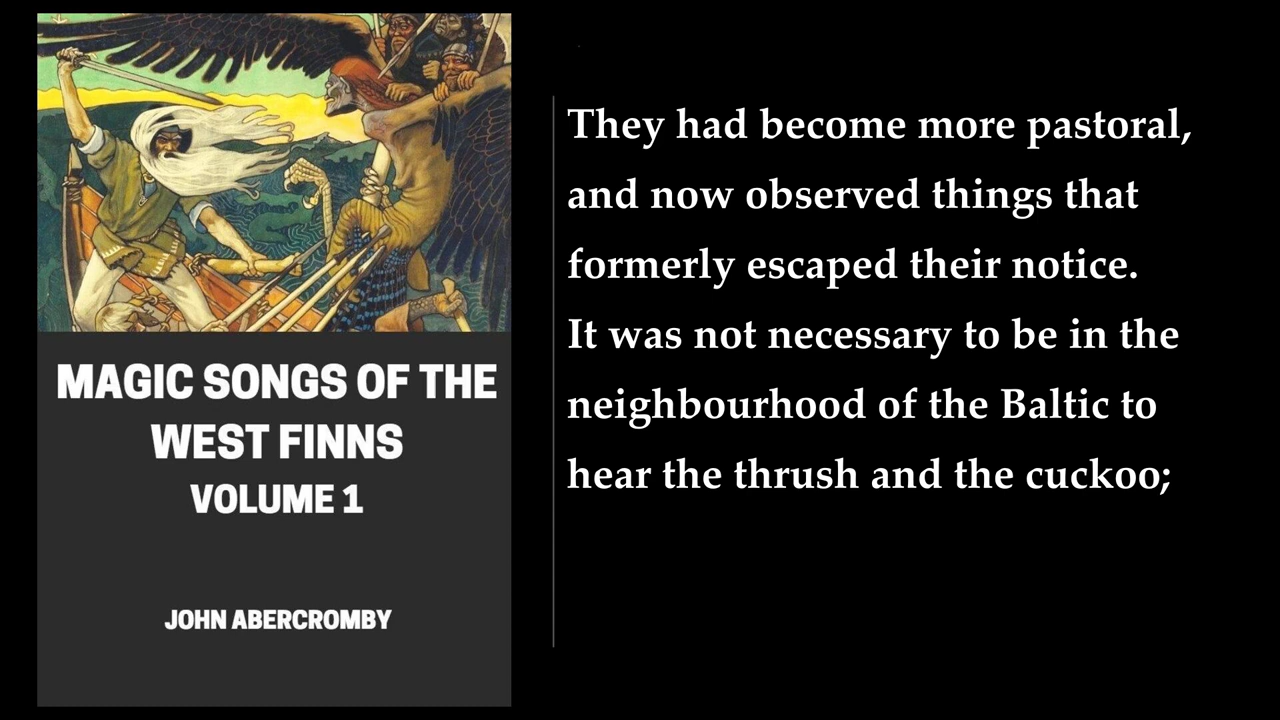 MAGIC SONGS OF THE
WEST FINNS
VOLUME 1
JOHN ABERCROMBY
They had become more pastoral,
and now observed things that
formerly escaped their notice.
It was not necessary to be in the
neighbourhood of the Baltic to
hear the thrush and the cuckoo;